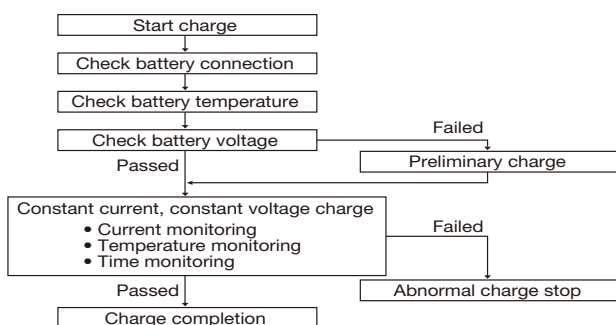 Start charge
Check battery connection
Check battery temperature
Check battery voltage
Failed
Passed
Preliminary charge
Constant current, constant voltage charge
• Current monitoring
• Temperature monitoring
• Time monitoring
Failed
Passed
Abnormal charge stop
Charge completion